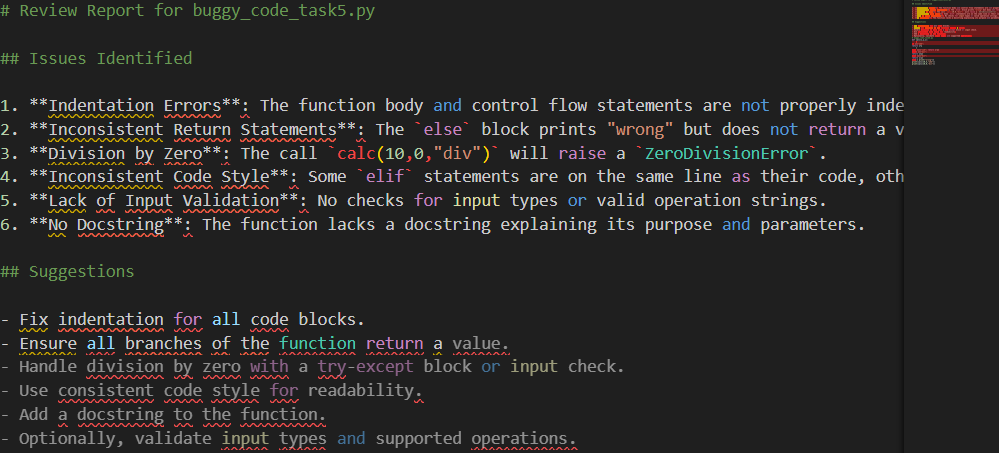 # Review Report for buggy_code_task5.py
## Issues Identified
1. **Indentation Errors**: The function body and control flow statements are not properly inde
2. **Inconsistent Return Statements**: The `else` block prints "wrong" but does not return a v
3. **Division by Zero**: The call `calc(10,0,"div")` will raise a `ZeroDivisionError`.
4. **Inconsistent Code Style**: Some `elif` statements are on the same line as their code, oth
5. **Lack of Input Validation**: No checks for input types or valid operation strings.
6. **No Docstring**: The function lacks a docstring explaining its purpose and parameters.
## Suggestions
- Fix indentation for all code blocks.
- Ensure all branches of the function return a value.
- Handle division by zero with a try-except block or input check.
- Use consistent code style for readability.
- Add a docstring to the function.
- Optionally, validate input types and supported operations.